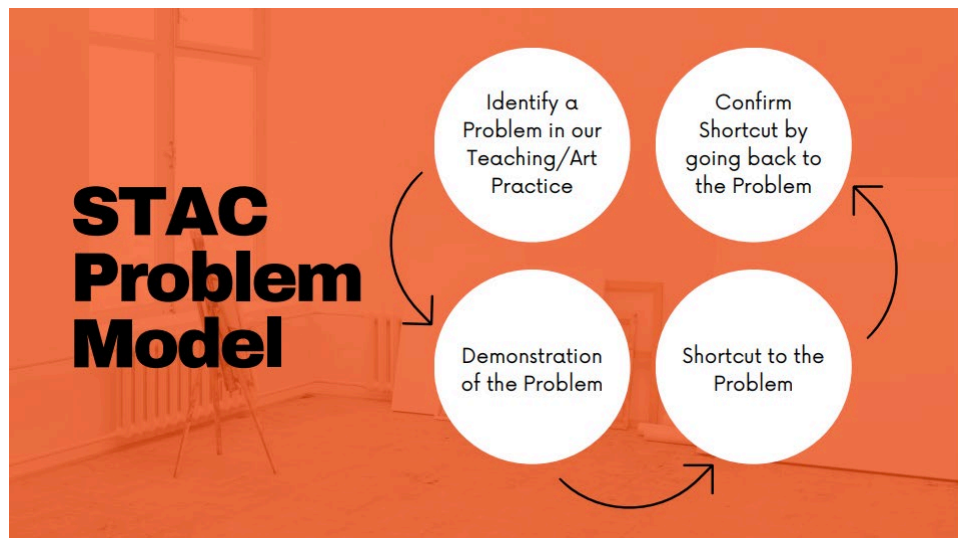 STAC
Problem
Model
Identify a
Problem in our
Teaching/Art
Practice
Demonstration
of the Problem
Shortcut to the
Problem
Confirm
Shortcut by
going back to
the Problem